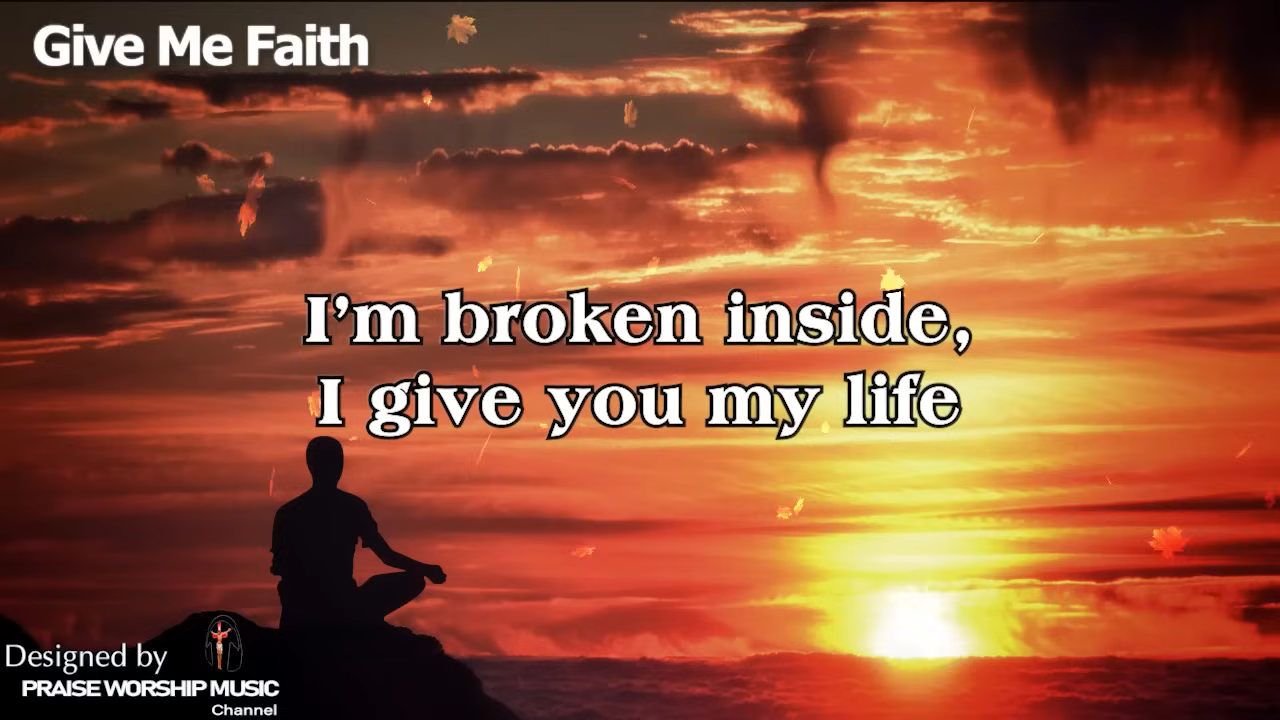 Give Me Faith
I'm broken inside,
I give you my life
Designed by
PRAISE WORSHIP MUSIC
Channel